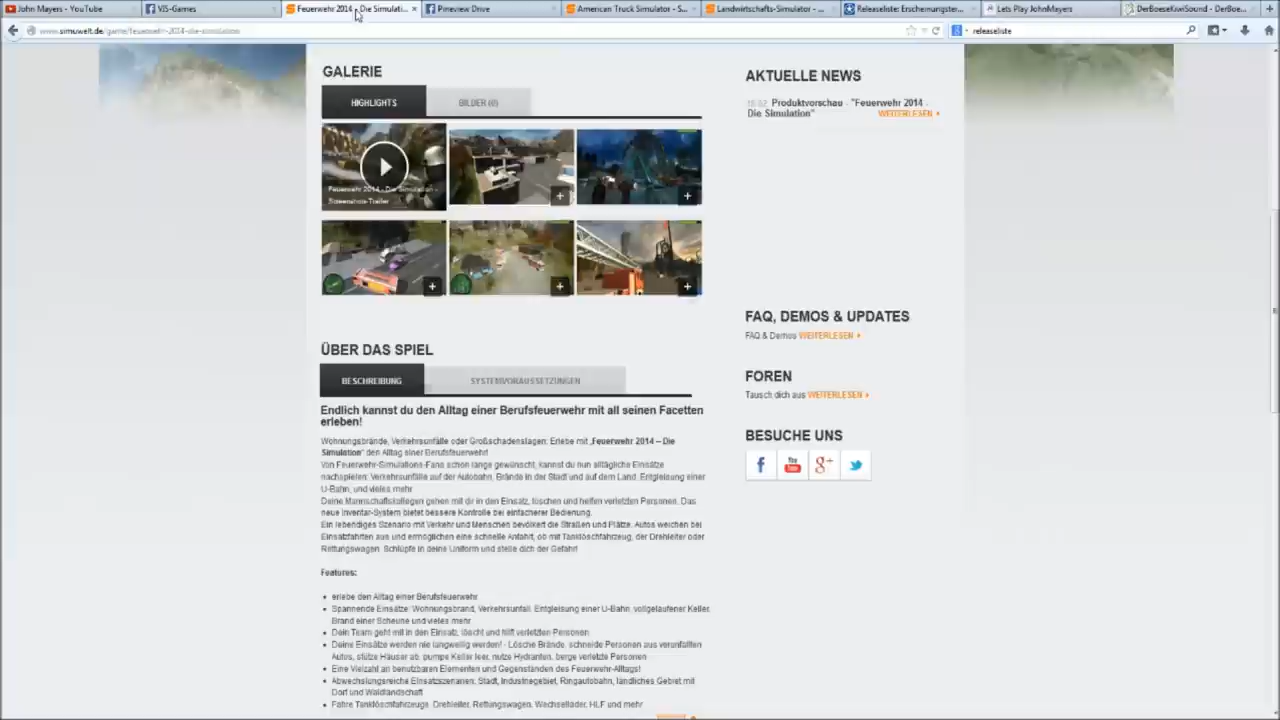 John Mayers - YouTube
VIS-Games
Feuerwehr 2014 - Die Simulati...
Pineview Drive
American Truck Simulator - S...
Landwirtschafts-Simulator - ...
Releaseliste: Erscheinungster...
Lets Play JohnMayers
DerBoeseKiwiSound - DerBoe...
www.simuwelt.de/game/feuerwehr-2014-die-simulation
releaseliste
GALERIE
HIGHLIGHTS
BILDER (6)
Feuerwehr 2014 - Die Simulation -
Screenshots-Trailer
ÜBER DAS SPIEL
BESCHREIBUNG
SYSTEMVORAUSSETZUNGEN
Endlich kannst du den Alltag einer Berufsfeuerwehr mit all seinen Facetten
erleben!
Wohnungsbrände, Verkehrsunfälle oder Großschadenslagen: Erlebe mit „Feuerwehr 2014 – Die
Simulation“ den Alltag einer Berufsfeuerwehr!
Von Feuerwehr-Simulations-Fans schon lange gewünscht, kannst du nun alltägliche Einsätze
nachspielen: Verkehrsunfälle auf der Autobahn, Brände in der Stadt und auf dem Land, Entgleisung einer
U-Bahn, und vieles mehr
Deine Mannschaftskollegen gehen mit dir in den Einsatz, löschen und helfen verletzten Personen. Das
neue Inventar-System bietet bessere Kontrolle bei einfacherer Bedienung.
Ein lebendiges Szenario mit Verkehr und Menschen bevölkert die Straßen und Plätze. Autos weichen bei
Einsatzfahrten aus und ermöglichen eine schnelle Anfahrt, ob mit Tanklöschfahrzeug, der Drehleiter oder
Rettungswagen. Schlüpfe in deine Uniform und stelle dich der Gefahr!
Features:
• erlebe den Alltag einer Berufsfeuerwehr
• Spannende Einsätze: Wohnungsbrand, Verkehrsunfall, Entgleisung einer U-Bahn, vollgelaufener Keller,
Brand einer Scheune und vieles mehr
• Dein Team geht mit in den Einsatz, löscht und hilft verletzten Personen
• Deine Einsätze werden nie langweilig werden! - Lösche Brände, schneide Personen aus verunfallten
Autos, stütze Häuser ab, pumpe Keller leer, nutze Hydranten, berge verletzte Personen
• Eine Vielzahl an benutzbaren Elementen und Gegenständen des Feuerwehr-Alltags!
• Abwechslungsreiche Einsatzszenarien: Stadt, Industriegebiet, Ringautobahn, ländliches Gebiet mit
Dorf und Waldlandschaft
• Fahre Tanklöschfahrzeuge, Drehleiter, Rettungswagen, Wechsellader, HLF und mehr
AKTUELLE NEWS
Produktvorschau - "Feuerwehr 2014 -
Die Simulation" WEITERLESEN
FAQ, DEMOS & UPDATES
FAQ & Demos WEITERLESEN
FOREN
Tausch dich aus WEITERLESEN
BESUCHE UNS